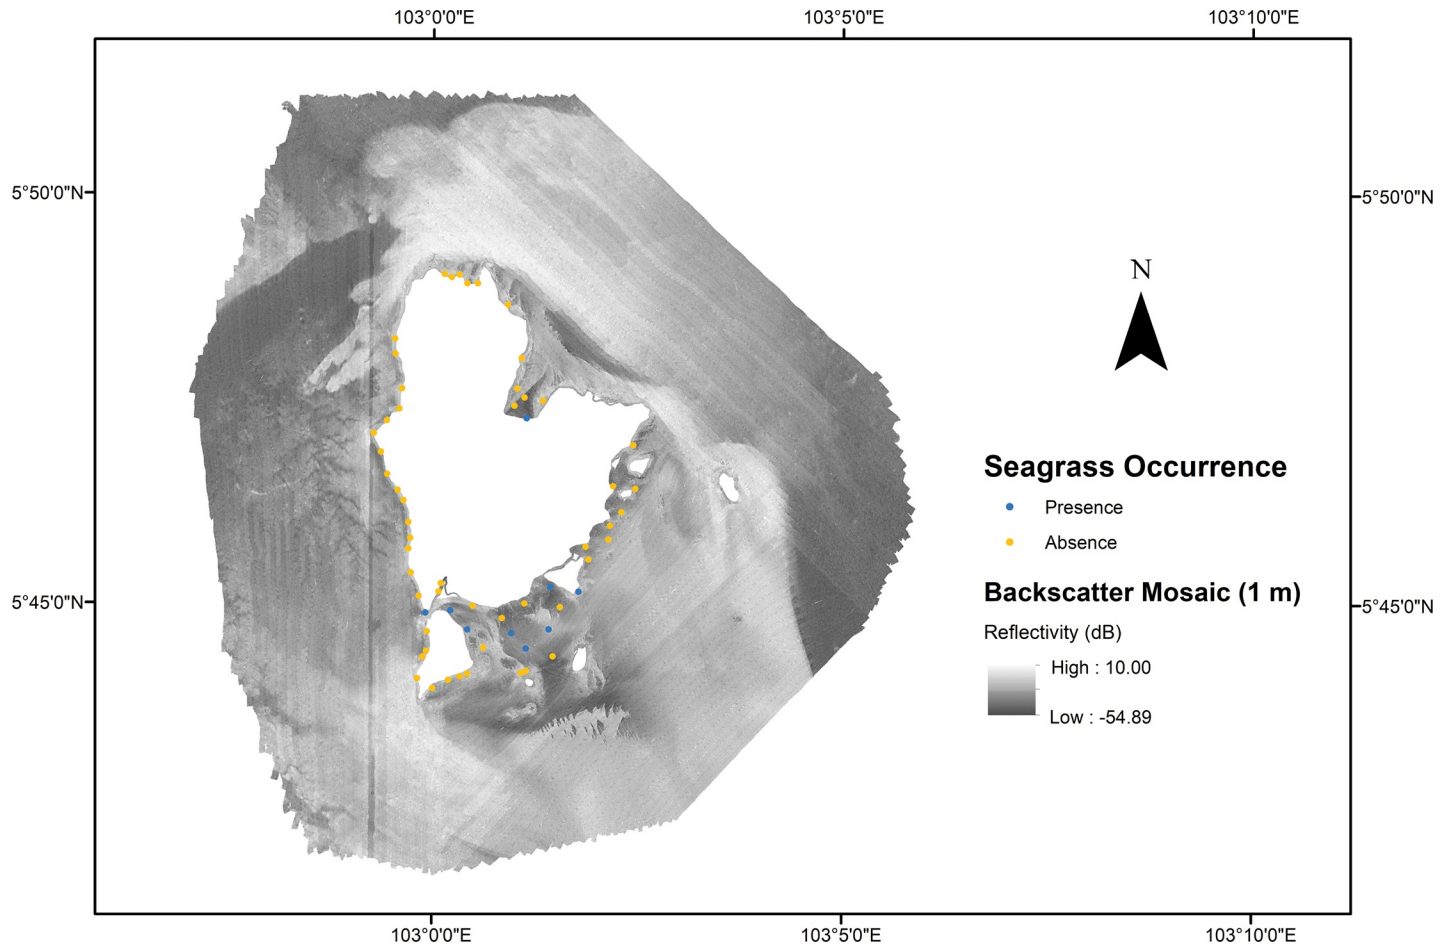 103°0'0"E
103°5'0"E
103°10'0"E
5°50'0"N
5°50'0"N
N
Seagrass Occurrence
Presence
Absence
Backscatter Mosaic (1 m)
5°45'0"N
5°45'0"N
Reflectivity (dB)
High : 10.00
Low : -54.89
103°0'0"E
103°5'0"E
103°10'0"E